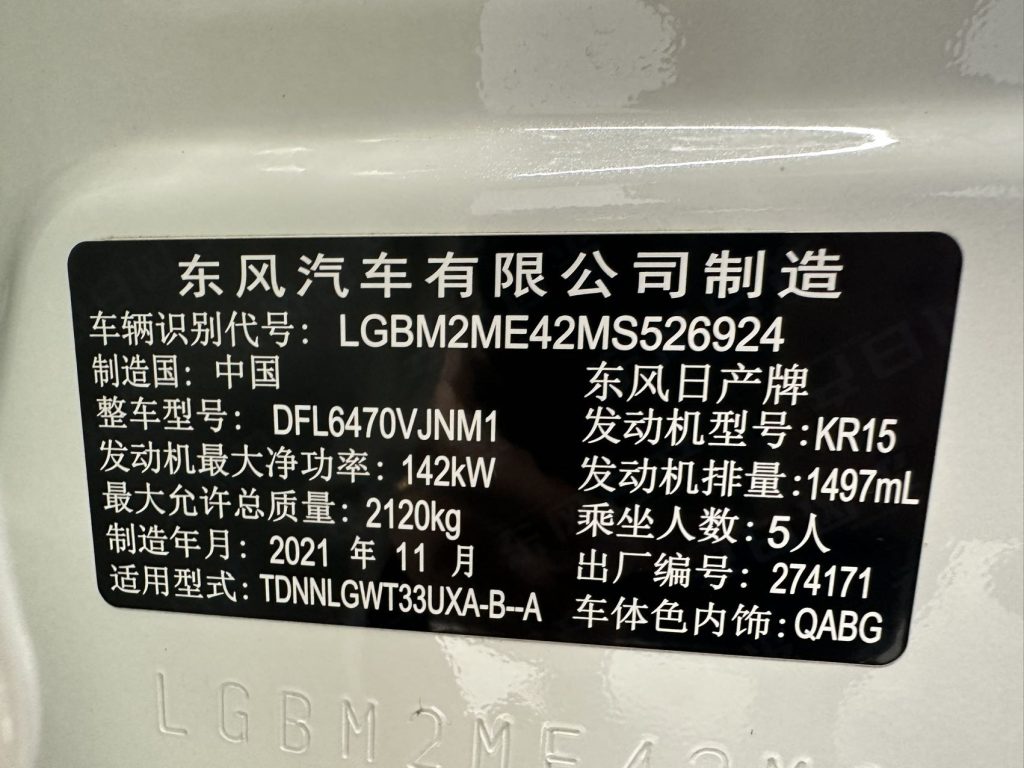 东风汽车有限公司制造
车辆识别代号: LGBM2ME42MS526924
制造国: 中国 东风日产牌
整车型号: DFL6470VJNM1 发动机型号:KR15
发动机最大净功率: 142kW 发动机排量:1497mL
最大允许总质量: 2120kg 乘坐人数: 5人
制造年月: 2021 年 11 月 出厂编号: 274171
适用型式: TDNNLGWT33UXA-B--A 车体色内饰:QABG
LGBM2ME42M